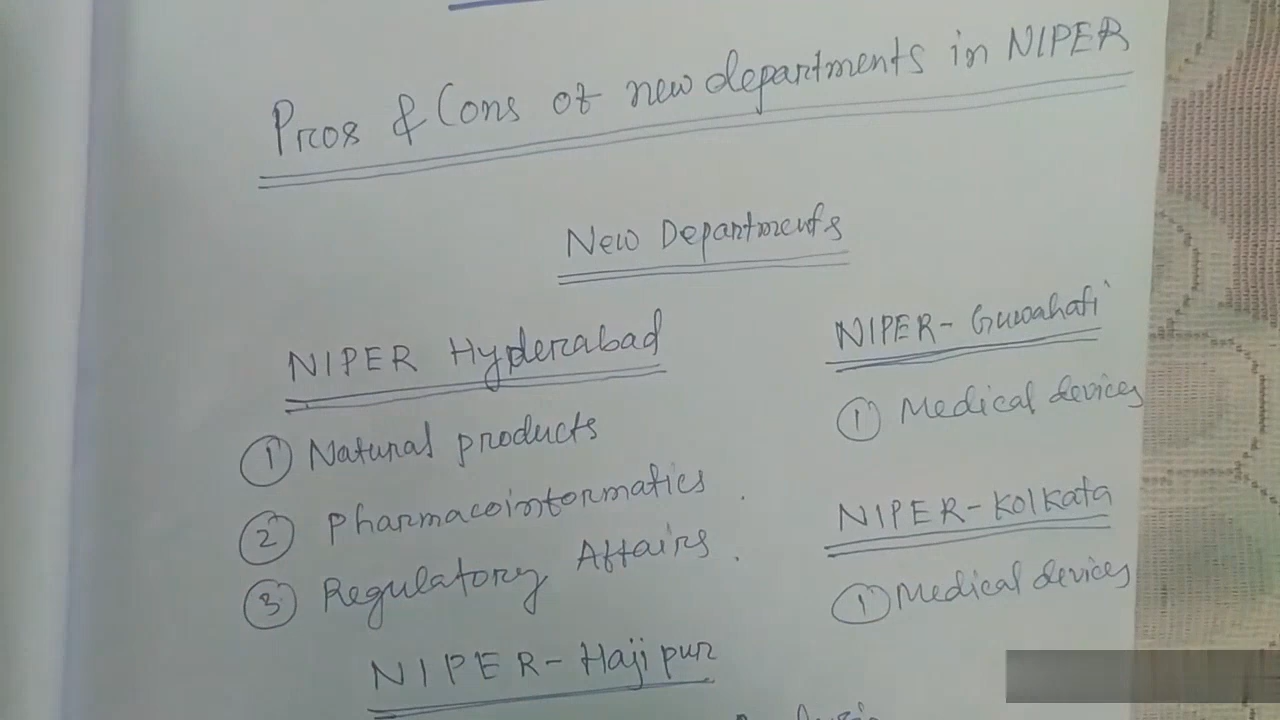 Pros & Cons of new departments in NIPER
New Departments
NIPER Hyderabad
① Natural products
② Pharmacoinformatics
③ Regulatory Affairs
NIPER-Guwahati
① Medical devices
NIPER-Kolkata
① Medical devices
NIPER-Hajipur